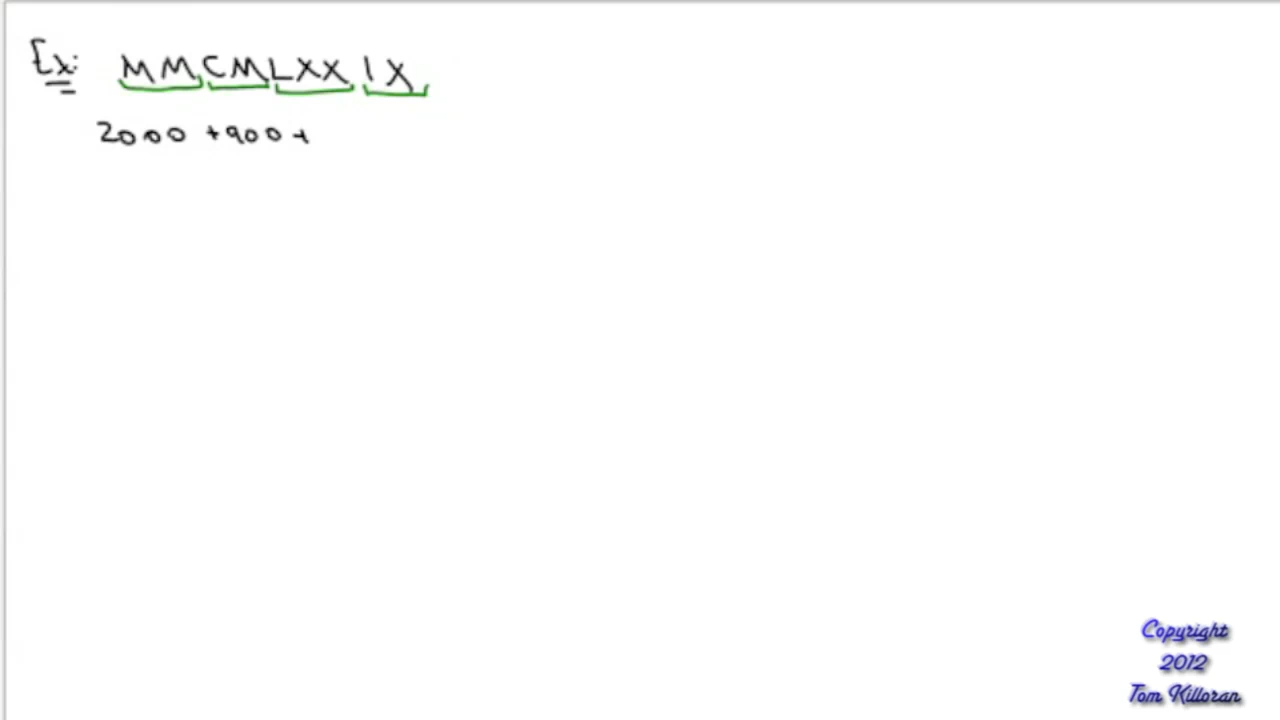 Ex: MMCMLXXIX
2000 +900+
Copyright
2012
Tom Killoran